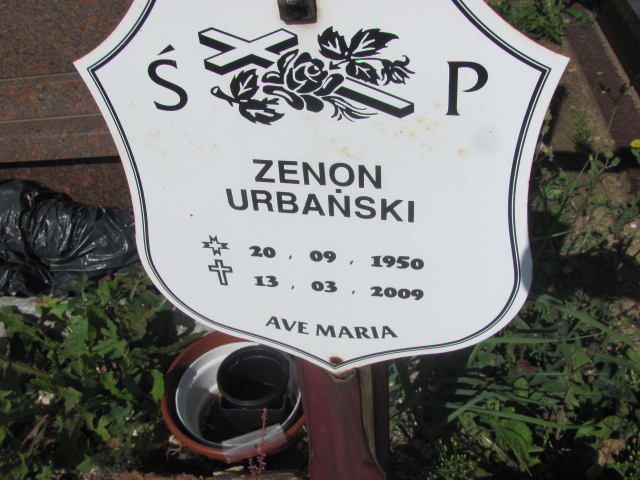 Ś P
ZENON
URBAŃSKI
20 . 09 . 1950
13 . 03 . 2009
AVE MARIA